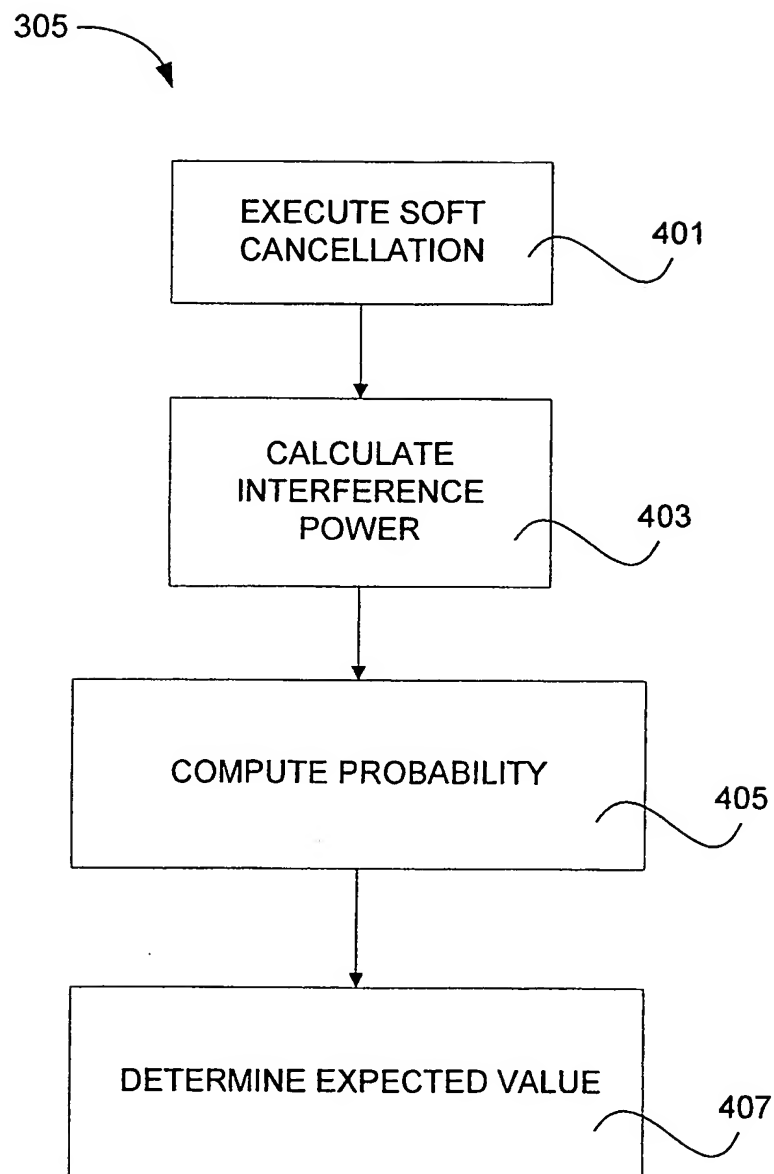 305
EXECUTE SOFT
CANCELLATION
401
CALCULATE
INTERFERENCE
POWER
403
COMPUTE PROBABILITY
405
DETERMINE EXPECTED VALUE
407